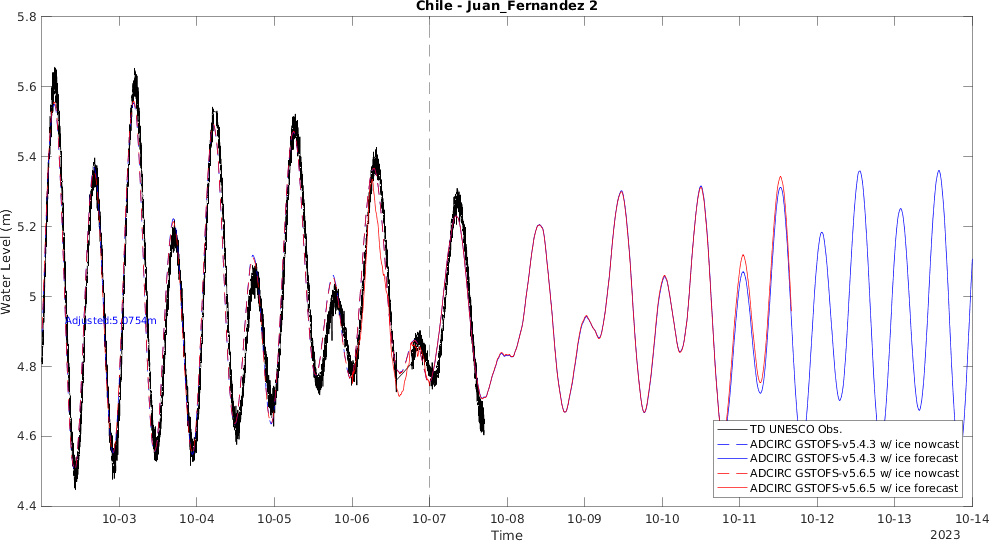 Chile - Juan_Fernandez 2
Water Level (m)
5.8
5.6
5.4
5.2
5
4.8
4.6
4.4
Adjusted:5.0754m
TD UNESCO Obs.
ADCIRC GSTOFS-v5.4.3 w/ ice nowcast
ADCIRC GSTOFS-v5.4.3 w/ ice forecast
ADCIRC GSTOFS-v5.6.5 w/ ice nowcast
ADCIRC GSTOFS-v5.6.5 w/ ice forecast
10-03 10-04 10-05 10-06 10-07 10-08 10-09 10-10 10-11 10-12 10-13 10-14
Time
2023